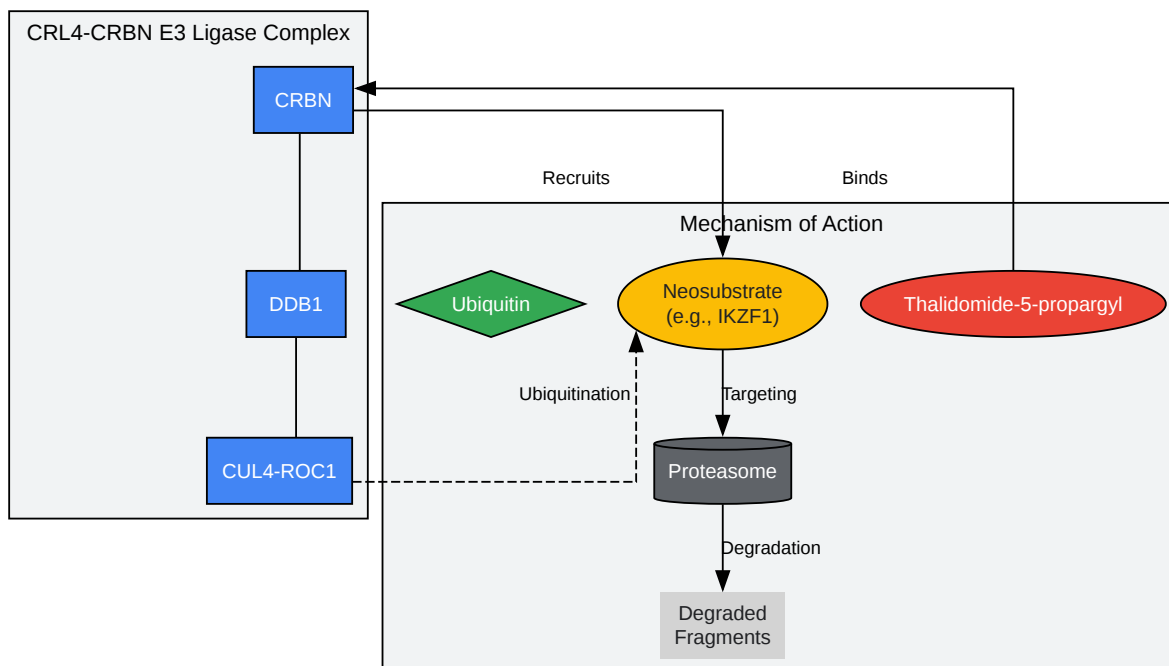 CRL4-CRBN E3 Ligase Complex
CRBN
Recruits
Binds
Mechanism of Action
DDB1
Ubiquitin
Neosubstrate
(e.g., IKZF1)
Thalidomide-5-propargyl
Ubiquitination
Targeting
CUL4-ROC1
Proteasome
Degradation
Degraded
Fragments